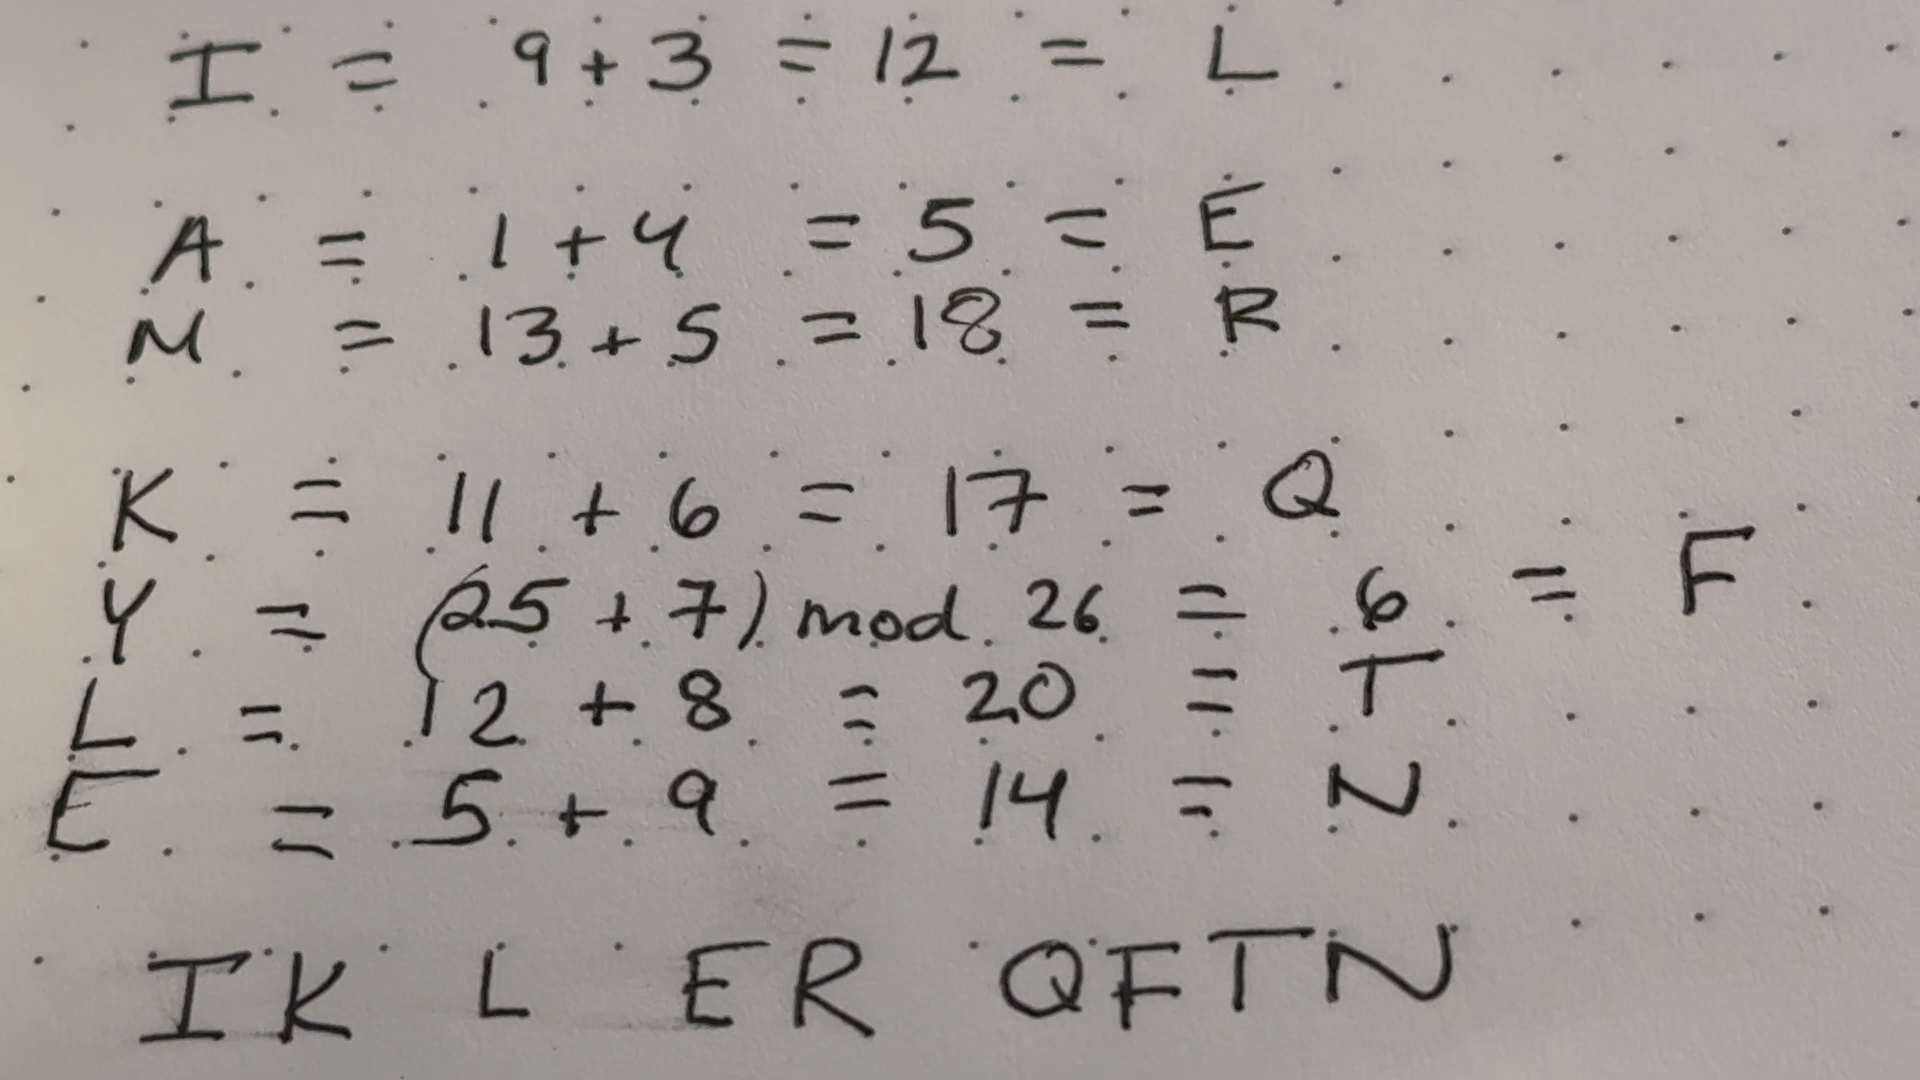 I = 9 + 3 = 12 = L
A = 1 + 4 = 5 = E
M = 13 + 5 = 18 = R
K = 11 + 6 = 17 = Q
Y = (25 + 7) mod 26 = 6 = F
L = 12 + 8 = 20 = T
E = 5 + 9 = 14 = N
IK L ER QFTN